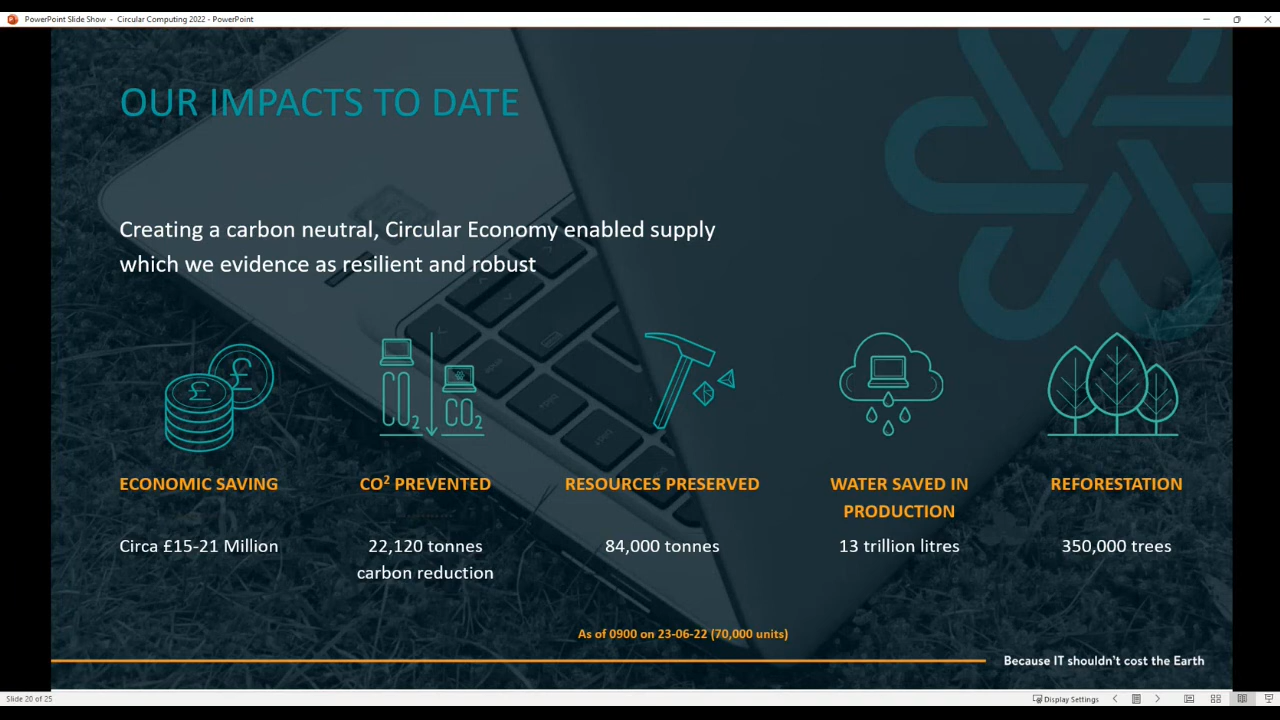 PowerPoint Slide Show - Circular Computing 2022 - PowerPoint
OUR IMPACTS TO DATE
Creating a carbon neutral, Circular Economy enabled supply
which we evidence as resilient and robust
£ £
CO₂ CO₂
ECONOMIC SAVING
Circa £15-21 Million
CO² PREVENTED
22,120 tonnes
carbon reduction
RESOURCES PRESERVED
84,000 tonnes
WATER SAVED IN
PRODUCTION
13 trillion litres
REFORESTATION
350,000 trees
As of 0900 on 23-06-22 (70,000 units)
Because IT shouldn't cost the Earth
Slide 20 of 25
Display Settings